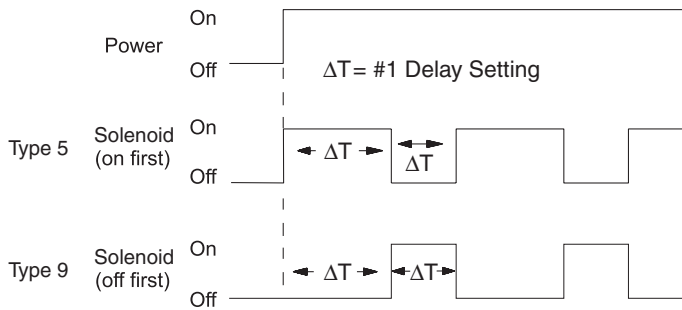 On
Power
Off
ΔT= #1 Delay Setting
On
Type 5 Solenoid
(on first)
ΔT
ΔT
Off
On
Type 9 Solenoid
(off first)
ΔT
ΔT
Off